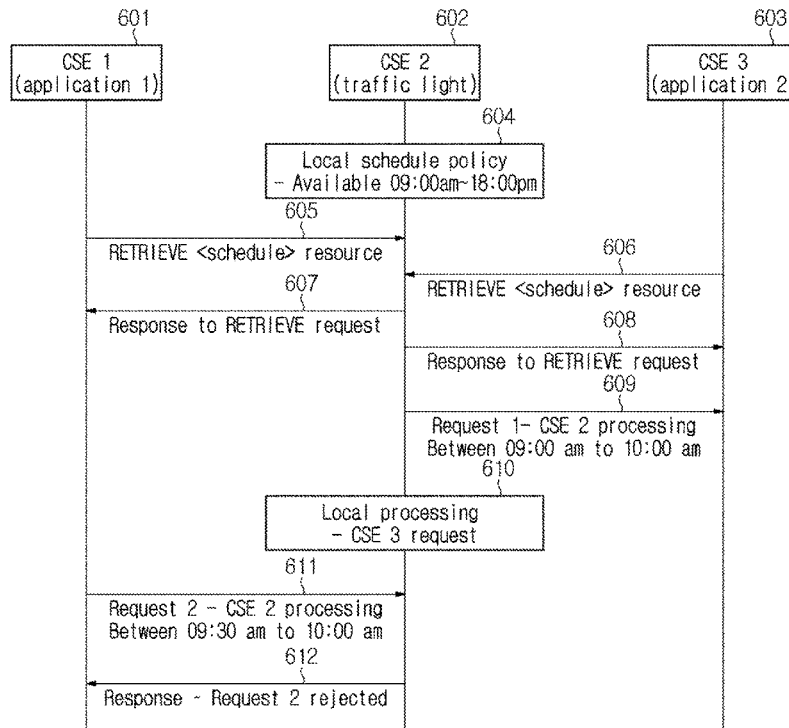 601
602
603
CSE 1
(application 1)
CSE 2
(traffic light)
CSE 3
(application 2
604
Local schedule policy
- Available 09:00am~18:00pm
605
RETRIEVE <schedule> resource
606
RETRIEVE <schedule> resource
607
Response to RETRIEVE request
608
Response to RETRIEVE request
609
Request 1- CSE 2 processing
Between 09:00 am to 10:00 am
610
Local processing
- CSE 3 request
611
Request 2 - CSE 2 processing
Between 09:30 am to 10:00 am
612
Response - Request 2 rejected